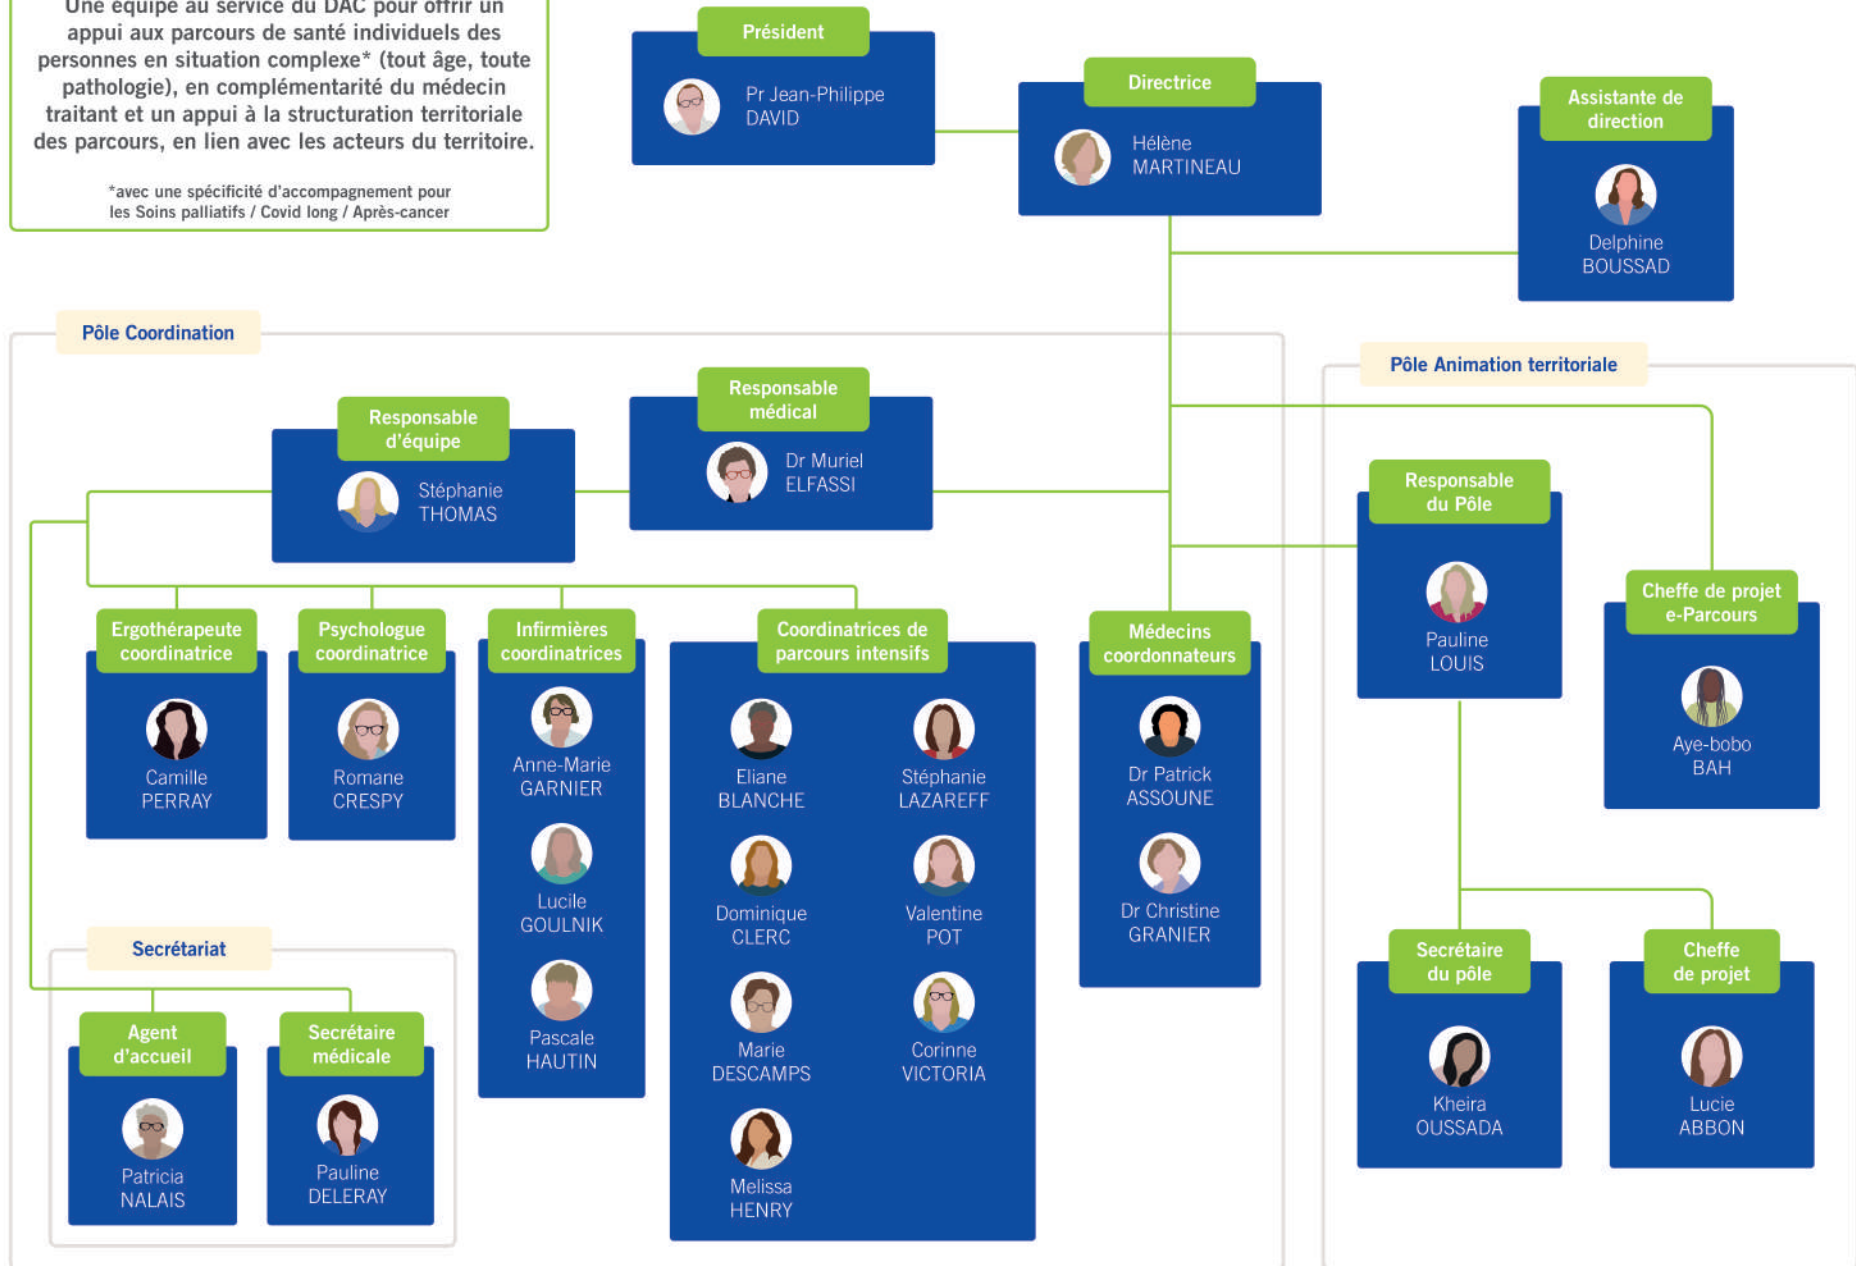 Une équipe au service du DAC pour offrir un
appui aux parcours de santé individuels des
personnes en situation complexe* (tout âge, toute
pathologie), en complémentarité du médecin
traitant et un appui à la structuration territoriale
des parcours, en lien avec les acteurs du territoire.
*avec une spécificité d'accompagnement pour
les Soins palliatifs / Covid long / Après-cancer
Président
Pr Jean-Philippe
DAVID
Directrice
Hélène
MARTINEAU
Assistante de
direction
Delphine
BOUSSAD
Pôle Coordination
Responsable
d'équipe
Stéphanie
THOMAS
Responsable
médical
Dr Muriel
ELFASSI
Ergothérapeute
coordinatrice
Camille
PERRAY
Psychologue
coordinatrice
Romane
CRESPY
Infirmières
coordinatrices
Anne-Marie
GARNIER
Lucile
GOULNIK
Pascale
HAUTIN
Coordinatrices de
parcours intensifs
Eliane
BLANCHE
Stéphanie
LAZAREFF
Dominique
CLERC
Valentine
POT
Marie
DESCAMPS
Corinne
VICTORIA
Melissa
HENRY
Médecins
coordonnateurs
Dr Patrick
ASSOUNE
Dr Christine
GRANIER
Secrétariat
Agent
d'accueil
Patricia
NALAIS
Secrétaire
médicale
Pauline
DELERAY
Pôle Animation territoriale
Responsable
du Pôle
Pauline
LOUIS
Cheffe de projet
e-Parcours
Aye-bobo
BAH
Secrétaire
du pôle
Kheira
OUSSADA
Cheffe
de projet
Lucie
ABBON